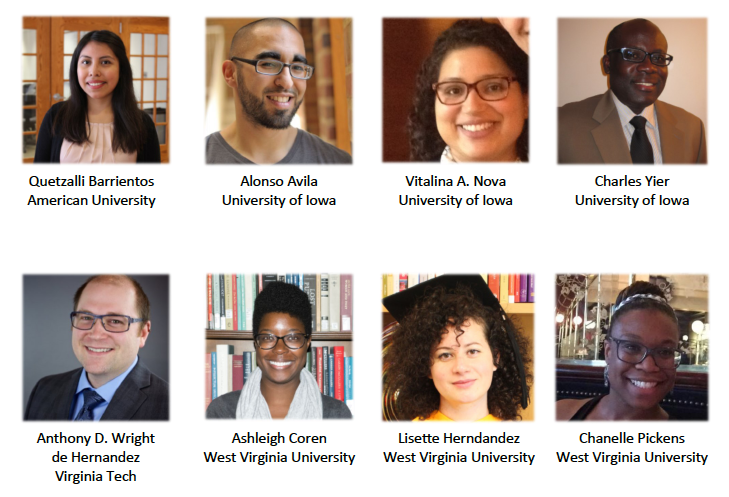 Quetzalli Barrientos
American University
Alonso Avila
University of Iowa
Vitalina A. Nova
University of Iowa
Charles Yier
University of Iowa
Anthony D. Wright
de Hernandez
Virginia Tech
Ashleigh Coren
West Virginia University
Lisette Herndandez
West Virginia University
Chanelle Pickens
West Virginia University